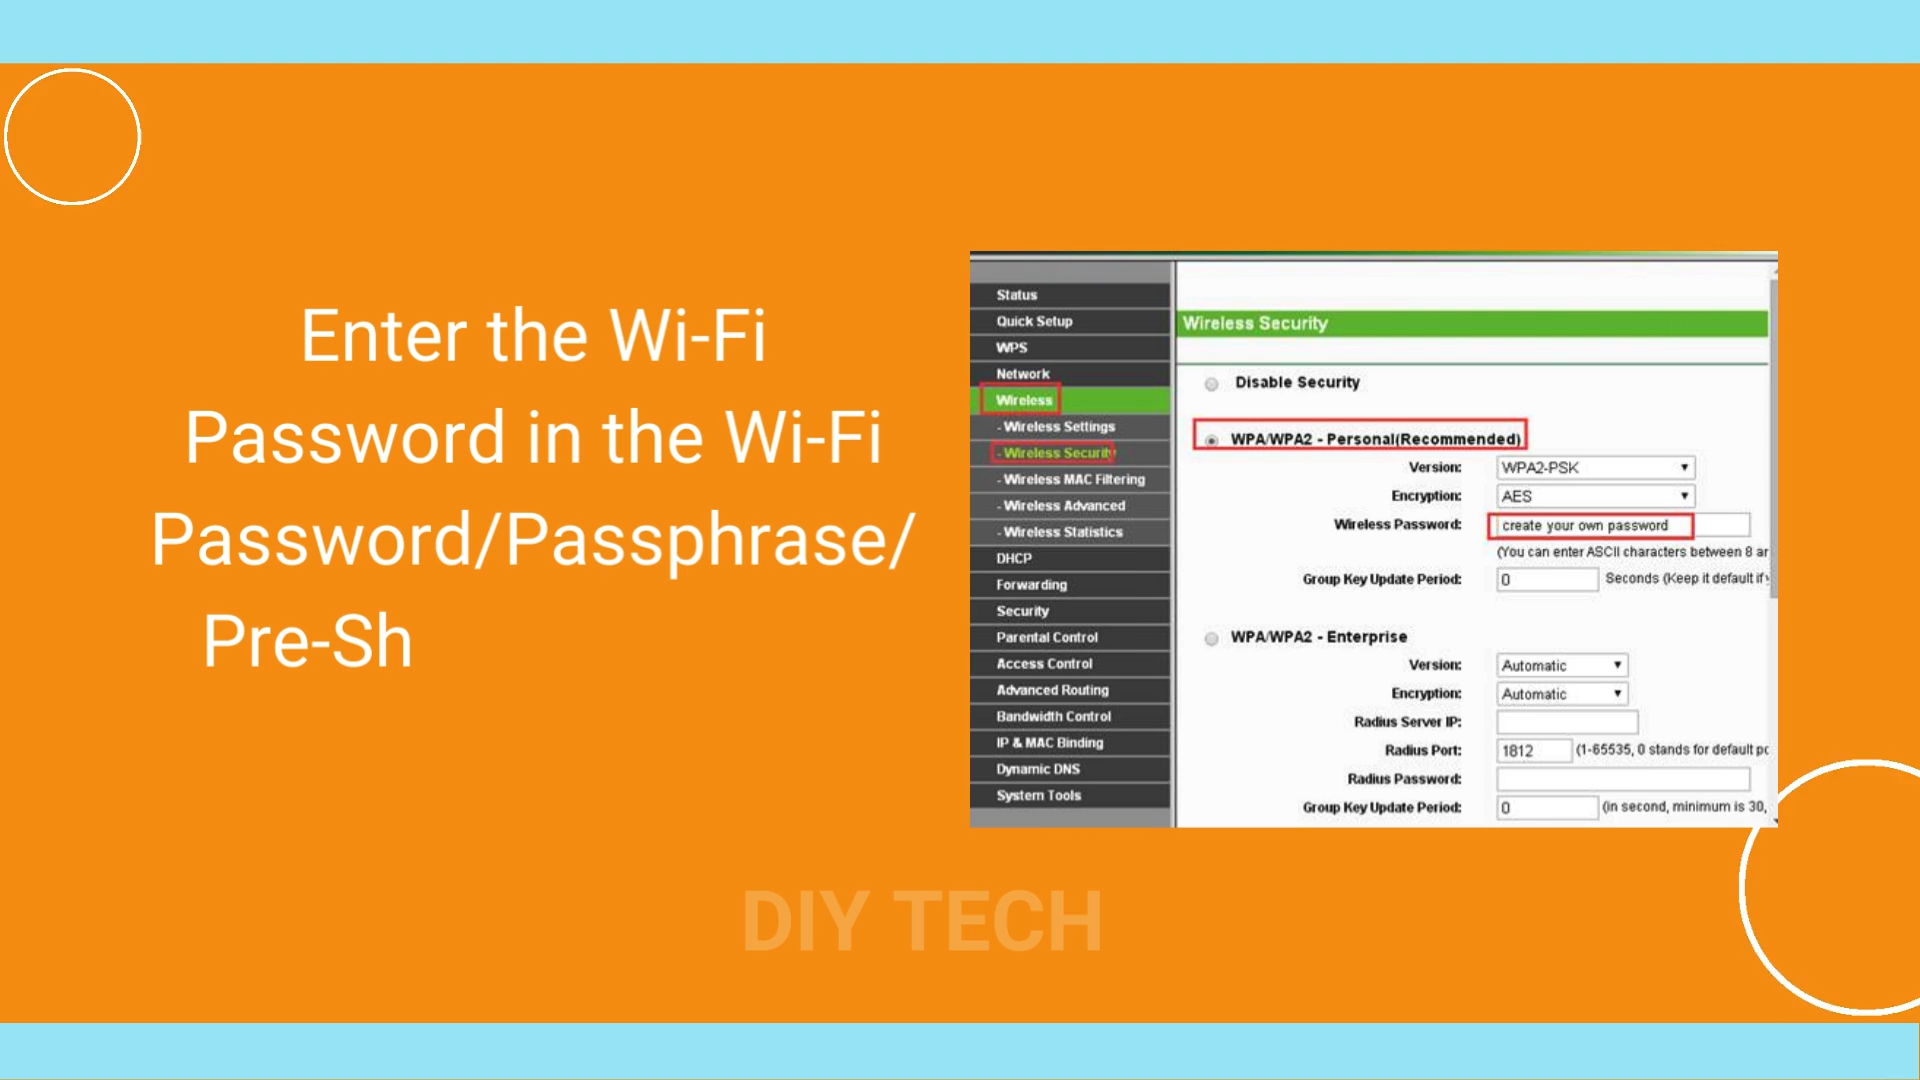 Enter the Wi-Fi
Password in the Wi-Fi
Password/Passphrase/
Pre-Sh
Status
Quick Setup
WPS
Network
Wireless
- Wireless Settings
- Wireless Security
- Wireless MAC Filtering
- Wireless Advanced
- Wireless Statistics
DHCP
Forwarding
Security
Parental Control
Access Control
Advanced Routing
Bandwidth Control
IP & MAC Binding
Dynamic DNS
System Tools
Wireless Security
Disable Security
WPA/WPA2 - Personal(Recommended)
Version: WPA2-PSK
Encryption: AES
Wireless Password: create your own password
(You can enter ASCII characters between 8 ar
Group Key Update Period: 0 Seconds (Keep it default if
WPA/WPA2 - Enterprise
Version: Automatic
Encryption: Automatic
Radius Server IP:
Radius Port: 1812 (1-65535, 0 stands for default po
Radius Password:
Group Key Update Period: 0 (in second, minimum is 30,
DIY TECH